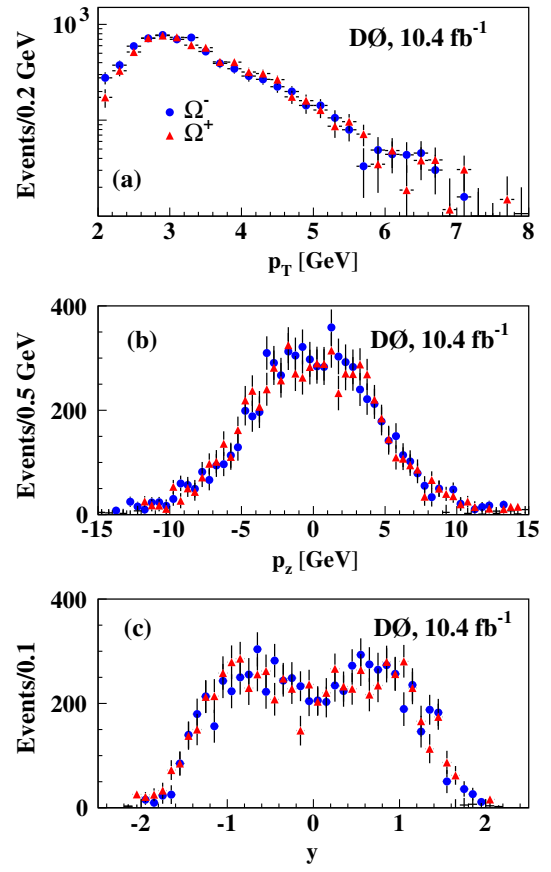 10³
DØ, 10.4 fb⁻¹
Events/0.2 GeV
Ω⁻
Ω⁺
(a)
2 3 4 5 6 7 8
p_T [GeV]
400
(b)
DØ, 10.4 fb⁻¹
Events/0.5 GeV
200
0
-15 -10 -5 0 5 10 15
p_z [GeV]
400
(c)
DØ, 10.4 fb⁻¹
Events/0.1
200
0
-2 -1 0 1 2
y